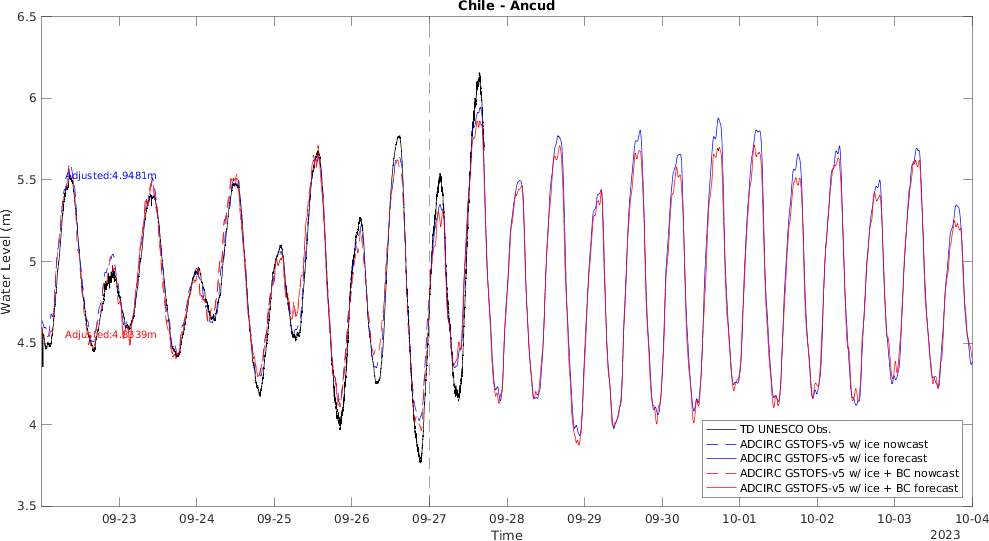 Chile - Ancud
6.5
6
5.5
5
4.5
4
3.5
Water Level (m)
Adjusted:4.9481m
TD UNESCO Obs.
ADCIRC GSTOFS-v5 w/ ice nowcast
ADCIRC GSTOFS-v5 w/ ice forecast
ADCIRC GSTOFS-v5 w/ ice + BC nowcast
ADCIRC GSTOFS-v5 w/ ice + BC forecast
09-23 09-24 09-25 09-26 09-27 09-28 09-29 09-30 10-01 10-02 10-03 10-04
Time
2023